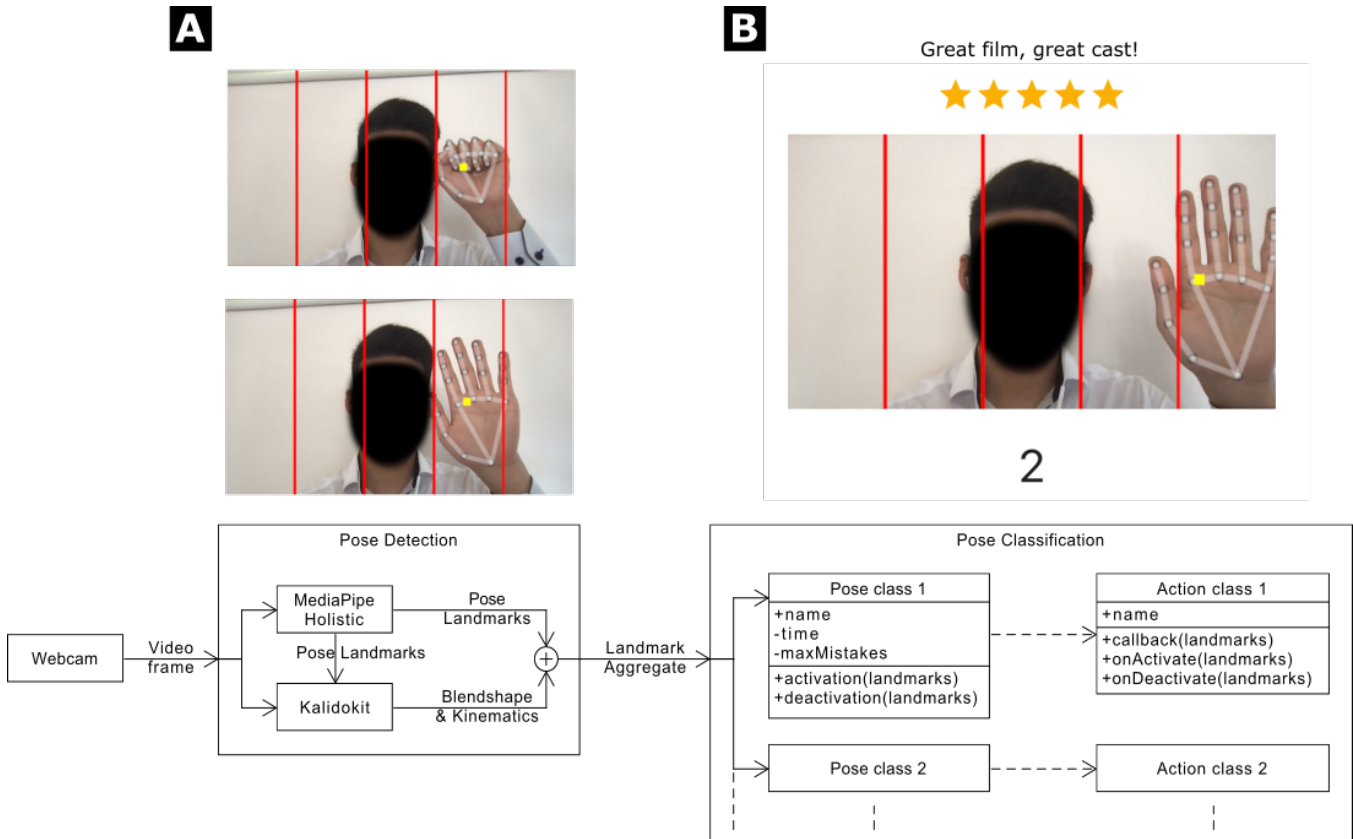 A
B
Great film, great cast!
2
Pose Detection
MediaPipe
Holistic
Pose
Landmarks
Webcam
Video
frame
Pose Landmarks
Kalidokit
Blendshape
& Kinematics
Landmark
Aggregate
Pose Classification
Pose class 1
+name
-time
-maxMistakes
+activation(landmarks)
+deactivation(landmarks)
Action class 1
+name
+callback(landmarks)
+onActivate(landmarks)
+onDeactivate(landmarks)
Pose class 2
Action class 2